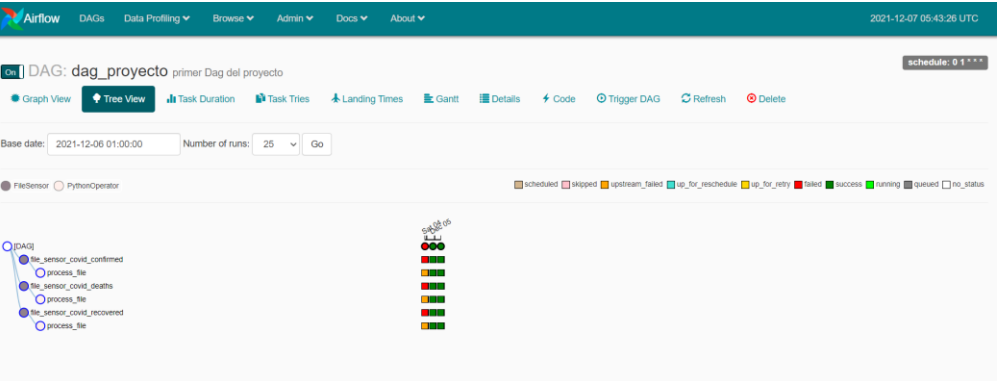 Airflow DAGs Data Profiling Browse Admin Docs About 2021-12-07 05:43:26 UTC
schedule: 0 1 * * *
On DAG: dag_proyecto primer Dag del proyecto
Graph View Tree View Task Duration Task Tries Landing Times Gantt Details Code Trigger DAG Refresh Delete
Base date: 2021-12-06 01:00:00 Number of runs: 25 Go
FileSensor PythonOperator scheduled skipped upstream_failed up_for_reschedule up_for_retry failed success running queued no_status
[DAG]
file_sensor_covid_confirmed
process_file
file_sensor_covid_deaths
process_file
file_sensor_covid_recovered
process_file